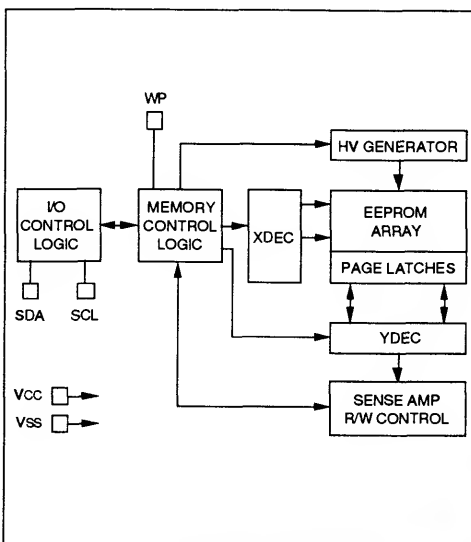 WP
HV GENERATOR
I/O
CONTROL
LOGIC
MEMORY
CONTROL
LOGIC
XDEC
EEPROM
ARRAY
PAGE LATCHES
SDA
SCL
YDEC
VCC
VSS
SENSE AMP
R/W CONTROL